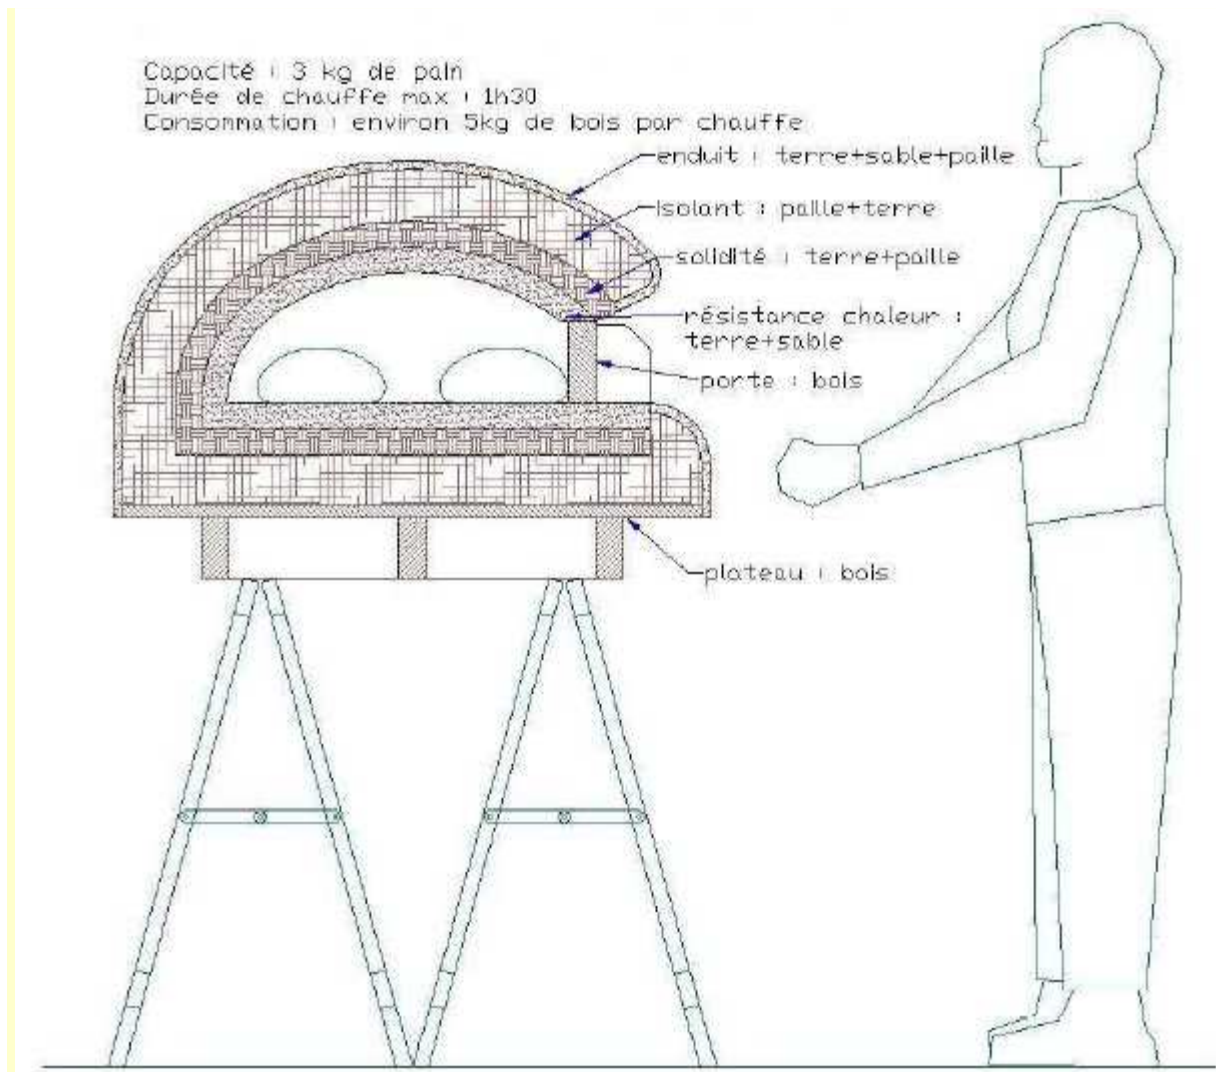 Capacité : 3 kg de pain
Durée de chauffe max : 1h30
Consommation : environ 5kg de bois par chauffe
enduit : terre+sable+paille
isolant : paille+terre
solidité : terre+paille
résistance chaleur :
terre+sable
porte : bois
plateau : bois